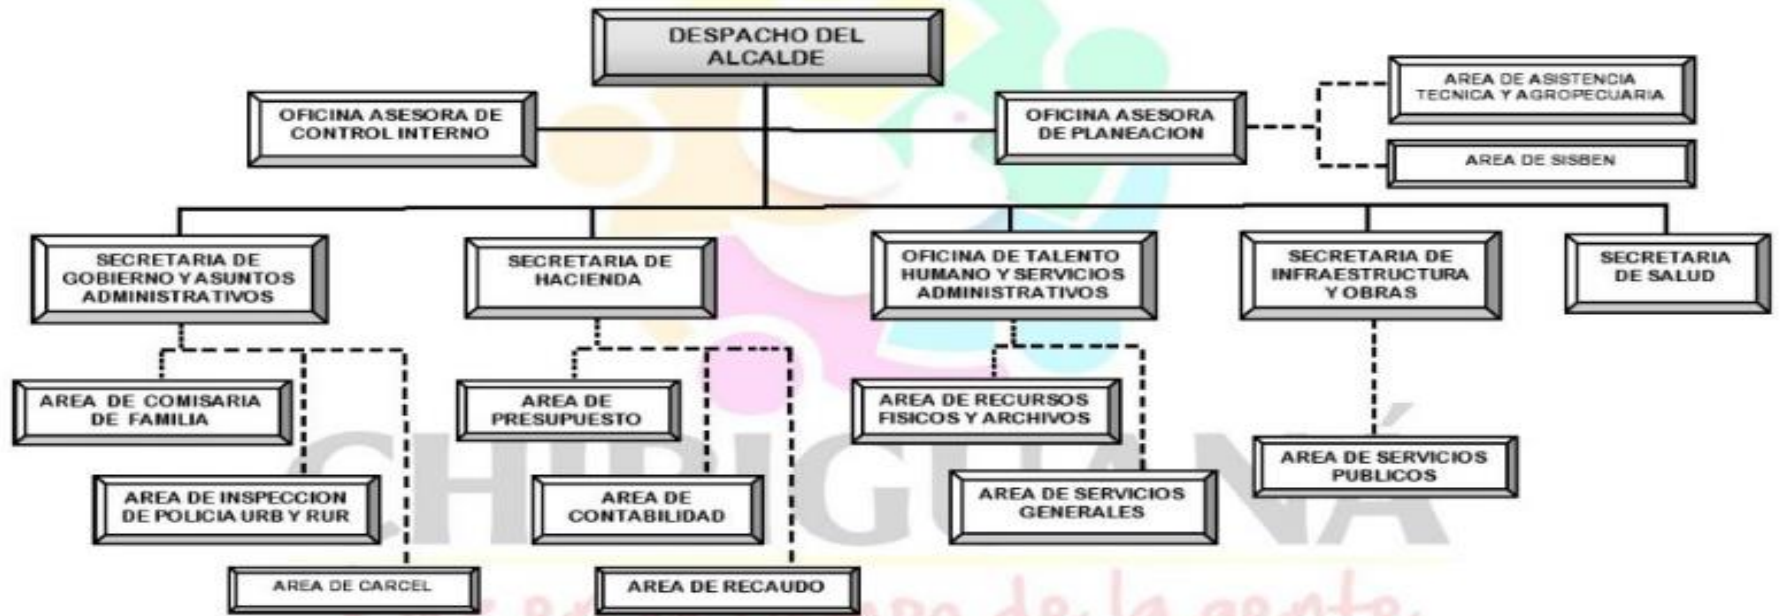 DESPACHO DEL
ALCALDE
OFICINA ASESORA DE
CONTROL INTERNO
OFICINA ASESORA
DE PLANEACION
AREA DE ASISTENCIA
TECNICA Y AGROPECUARIA
AREA DE SISBEN
SECRETARIA DE
GOBIERNO Y ASUNTOS
ADMINISTRATIVOS
SECRETARIA DE
HACIENDA
OFICINA DE TALENTO
HUMANO Y SERVICIOS
ADMINISTRATIVOS
SECRETARIA DE
INFRAESTRUCTURA
Y OBRAS
SECRETARIA
DE SALUD
AREA DE COMISARIA
DE FAMILIA
AREA DE PRESUPUESTO
AREA DE RECURSOS
FISICOS Y ARCHIVOS
AREA DE SERVICIOS
PUBLICOS
AREA DE INSPECCION
DE POLICIA URB Y RUR
AREA DE
CONTABILIDAD
AREA DE SERVICIOS
GENERALES
AREA DE CARCEL
AREA DE RECAUDO
CHIRIGUANÁ
de la gente